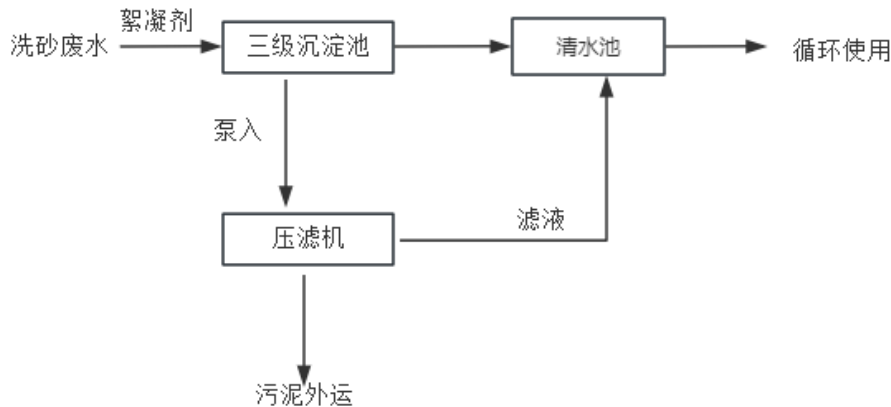 洗砂废水
絮凝剂
三级沉淀池
清水池
循环使用
泵入
压滤机
滤液
污泥外运